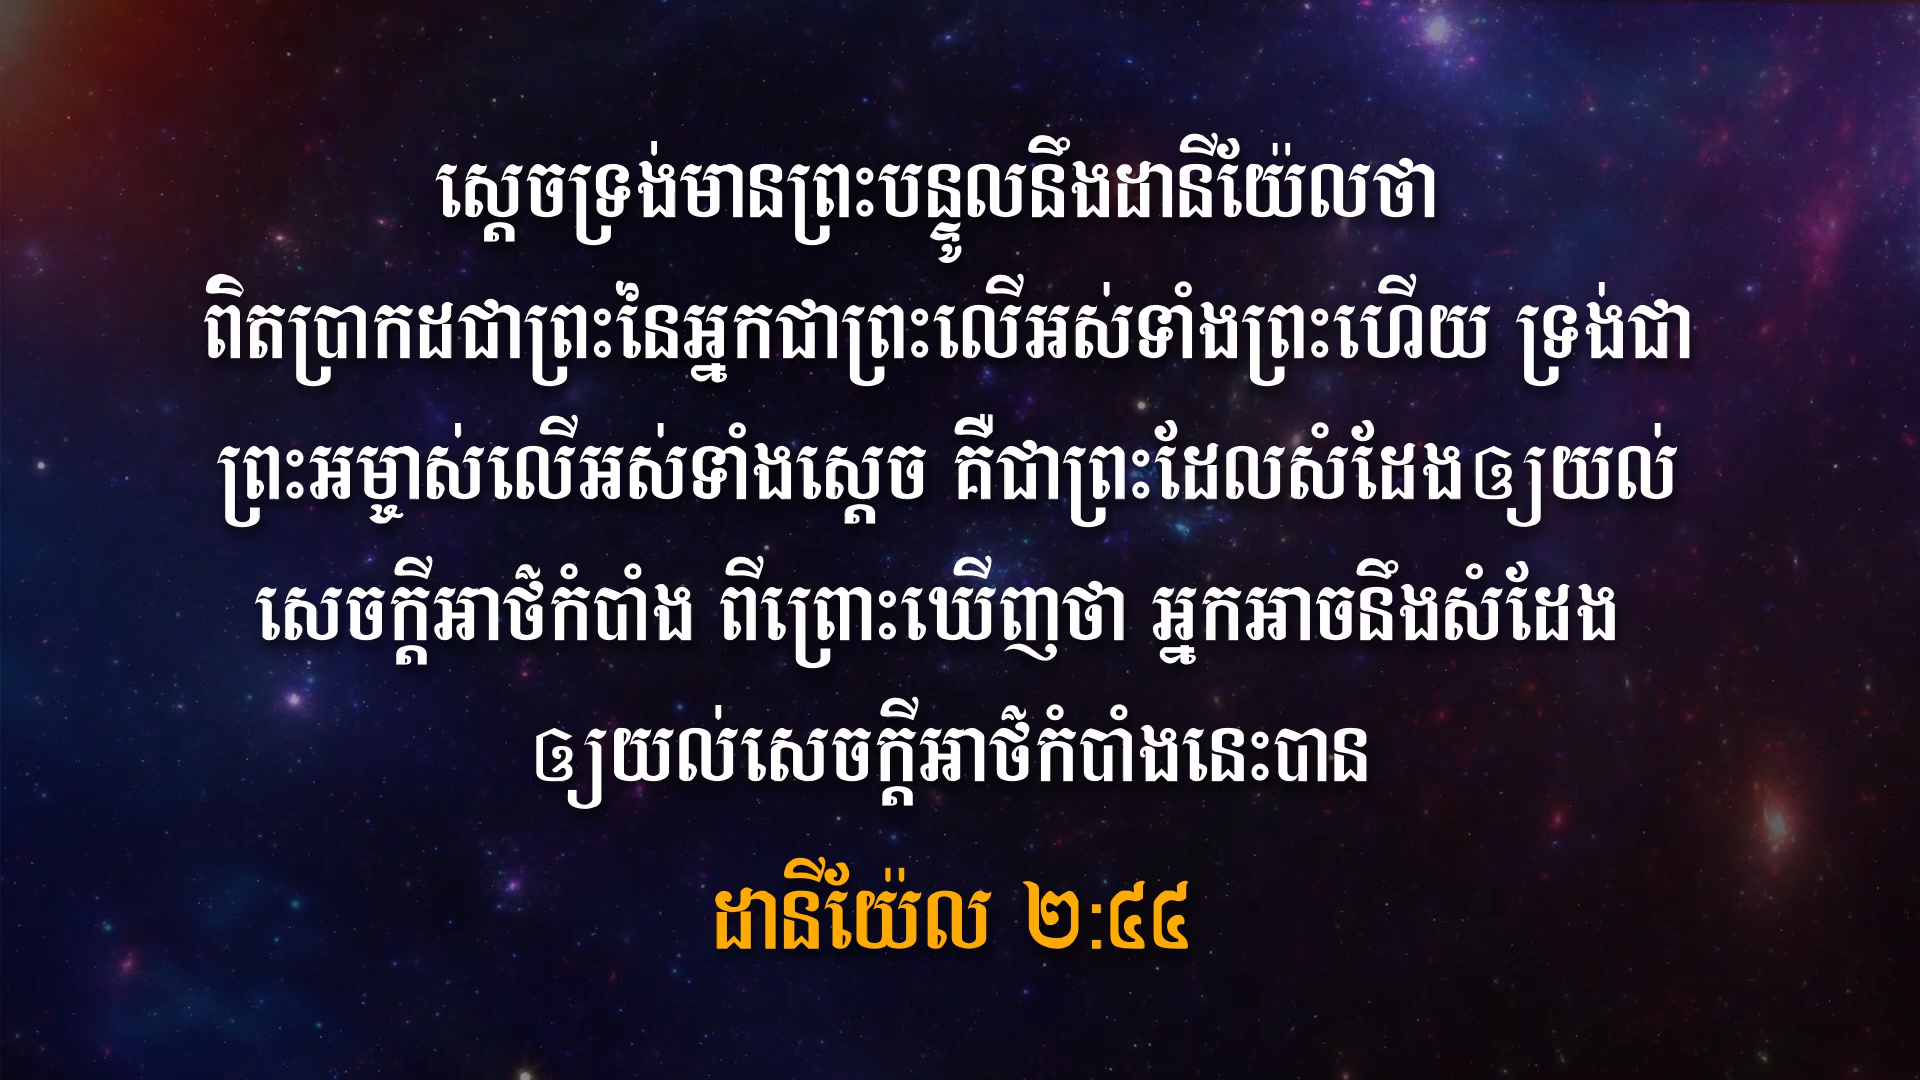 ស្តេចទ្រង់មានព្រះបន្ទូលនឹងដានីយ៉ែលថា
ពិតប្រាកដជាព្រះនៃអ្នកជាព្រះលើអស់ទាំងព្រះហើយ ទ្រង់ជា
ព្រះអម្ចាស់លើអស់ទាំងស្តេច គឺជាព្រះដែលសំដែងឲ្យយល់
សេចក្តីអាថ៌កំបាំង ពីព្រោះឃើញថា អ្នកអាចនឹងសំដែង
ឲ្យយល់សេចក្តីអាថ៌កំបាំងនេះបាន
ដានីយ៉ែល ២:៤៤